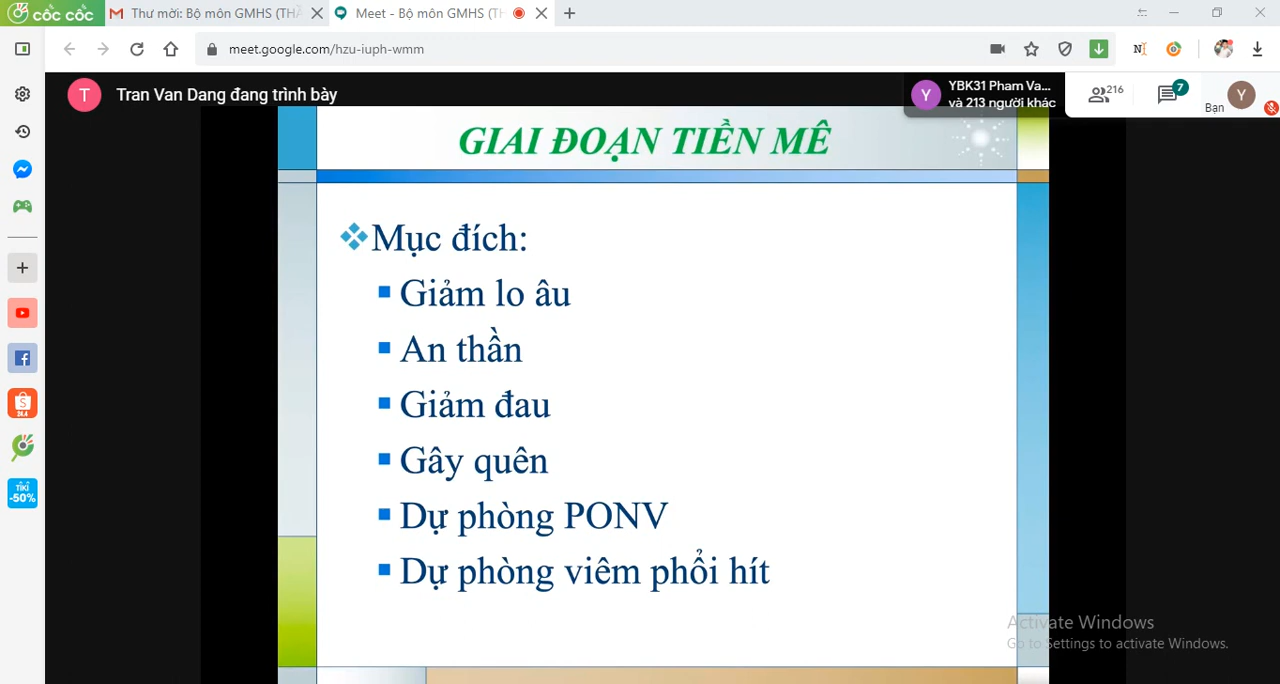 cốc cốc
Thư mời: Bộ môn GMHS (TH
Meet - Bộ môn GMHS (TH
meet.google.com/hzu-iuph-wmm
T
Tran Van Dang đang trình bày
Y
YBK31 Pham Va...
và 213 người khác
216
7
Bạn
Y
GIAI ĐOẠN TIỀN MÊ
Mục đích:
Giảm lo âu
An thần
Giảm đau
Gây quên
Dự phòng PONV
Dự phòng viêm phổi hít
TIKI
-50%
Activate Windows
Go to Settings to activate Windows.